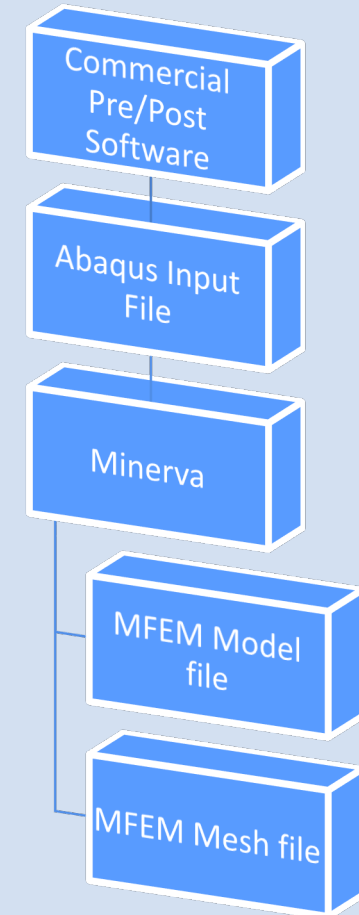 Commercial
Pre/Post
Software
Abaqus Input
File
Minerva
MFEM Model
file
MFEM Mesh file